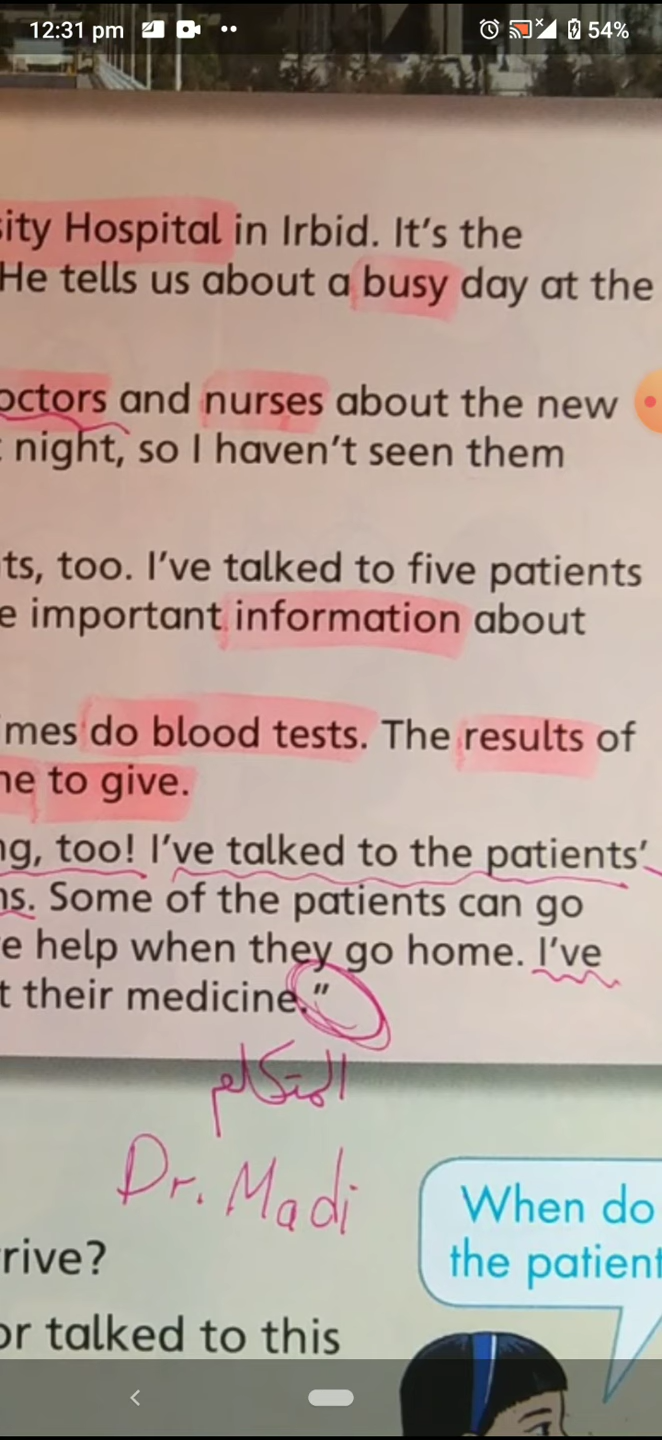 12:31 pm
54%
sity Hospital in Irbid. It's the
He tells us about a busy day at the
octors and nurses about the new
night, so I haven't seen them
ts, too. I've talked to five patients
e important information about
mes do blood tests. The results of
ne to give.
ng, too! I've talked to the patients'
ns. Some of the patients can go
e help when they go home. I've
t their medicine."
المتكلم
Dr. Madi
When do
the patient
rive?
or talked to this